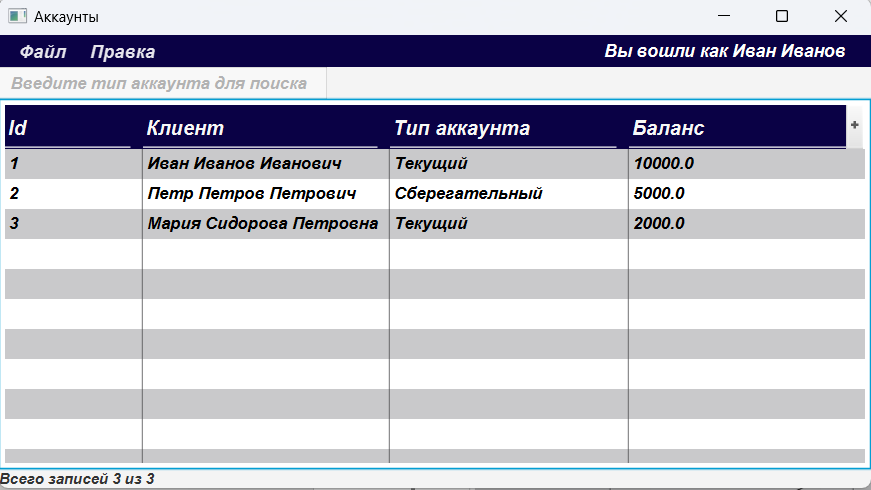 Аккаунты
Файл Правка Вы вошли как Иван Иванов
Введите тип аккаунта для поиска
Id Клиент Тип аккаунта Баланс +
1 Иван Иванов Иванович Текущий 10000.0
2 Петр Петров Петрович Сберегательный 5000.0
3 Мария Сидорова Петровна Текущий 2000.0
Всего записей 3 из 3